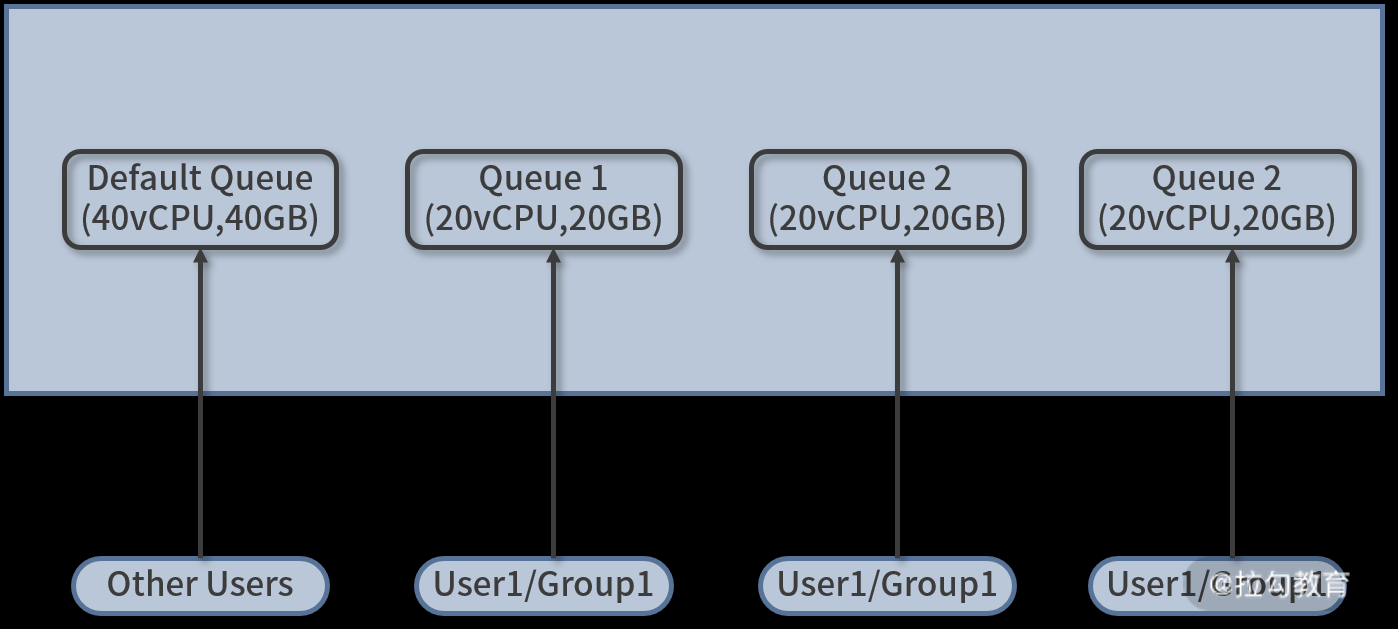 Default Queue
(40vCPU,40GB)
Queue 1
(20vCPU,20GB)
Queue 2
(20vCPU,20GB)
Queue 2
(20vCPU,20GB)
Other Users
User1/Group1
User1/Group1
User1/Group1
@拉勾教育